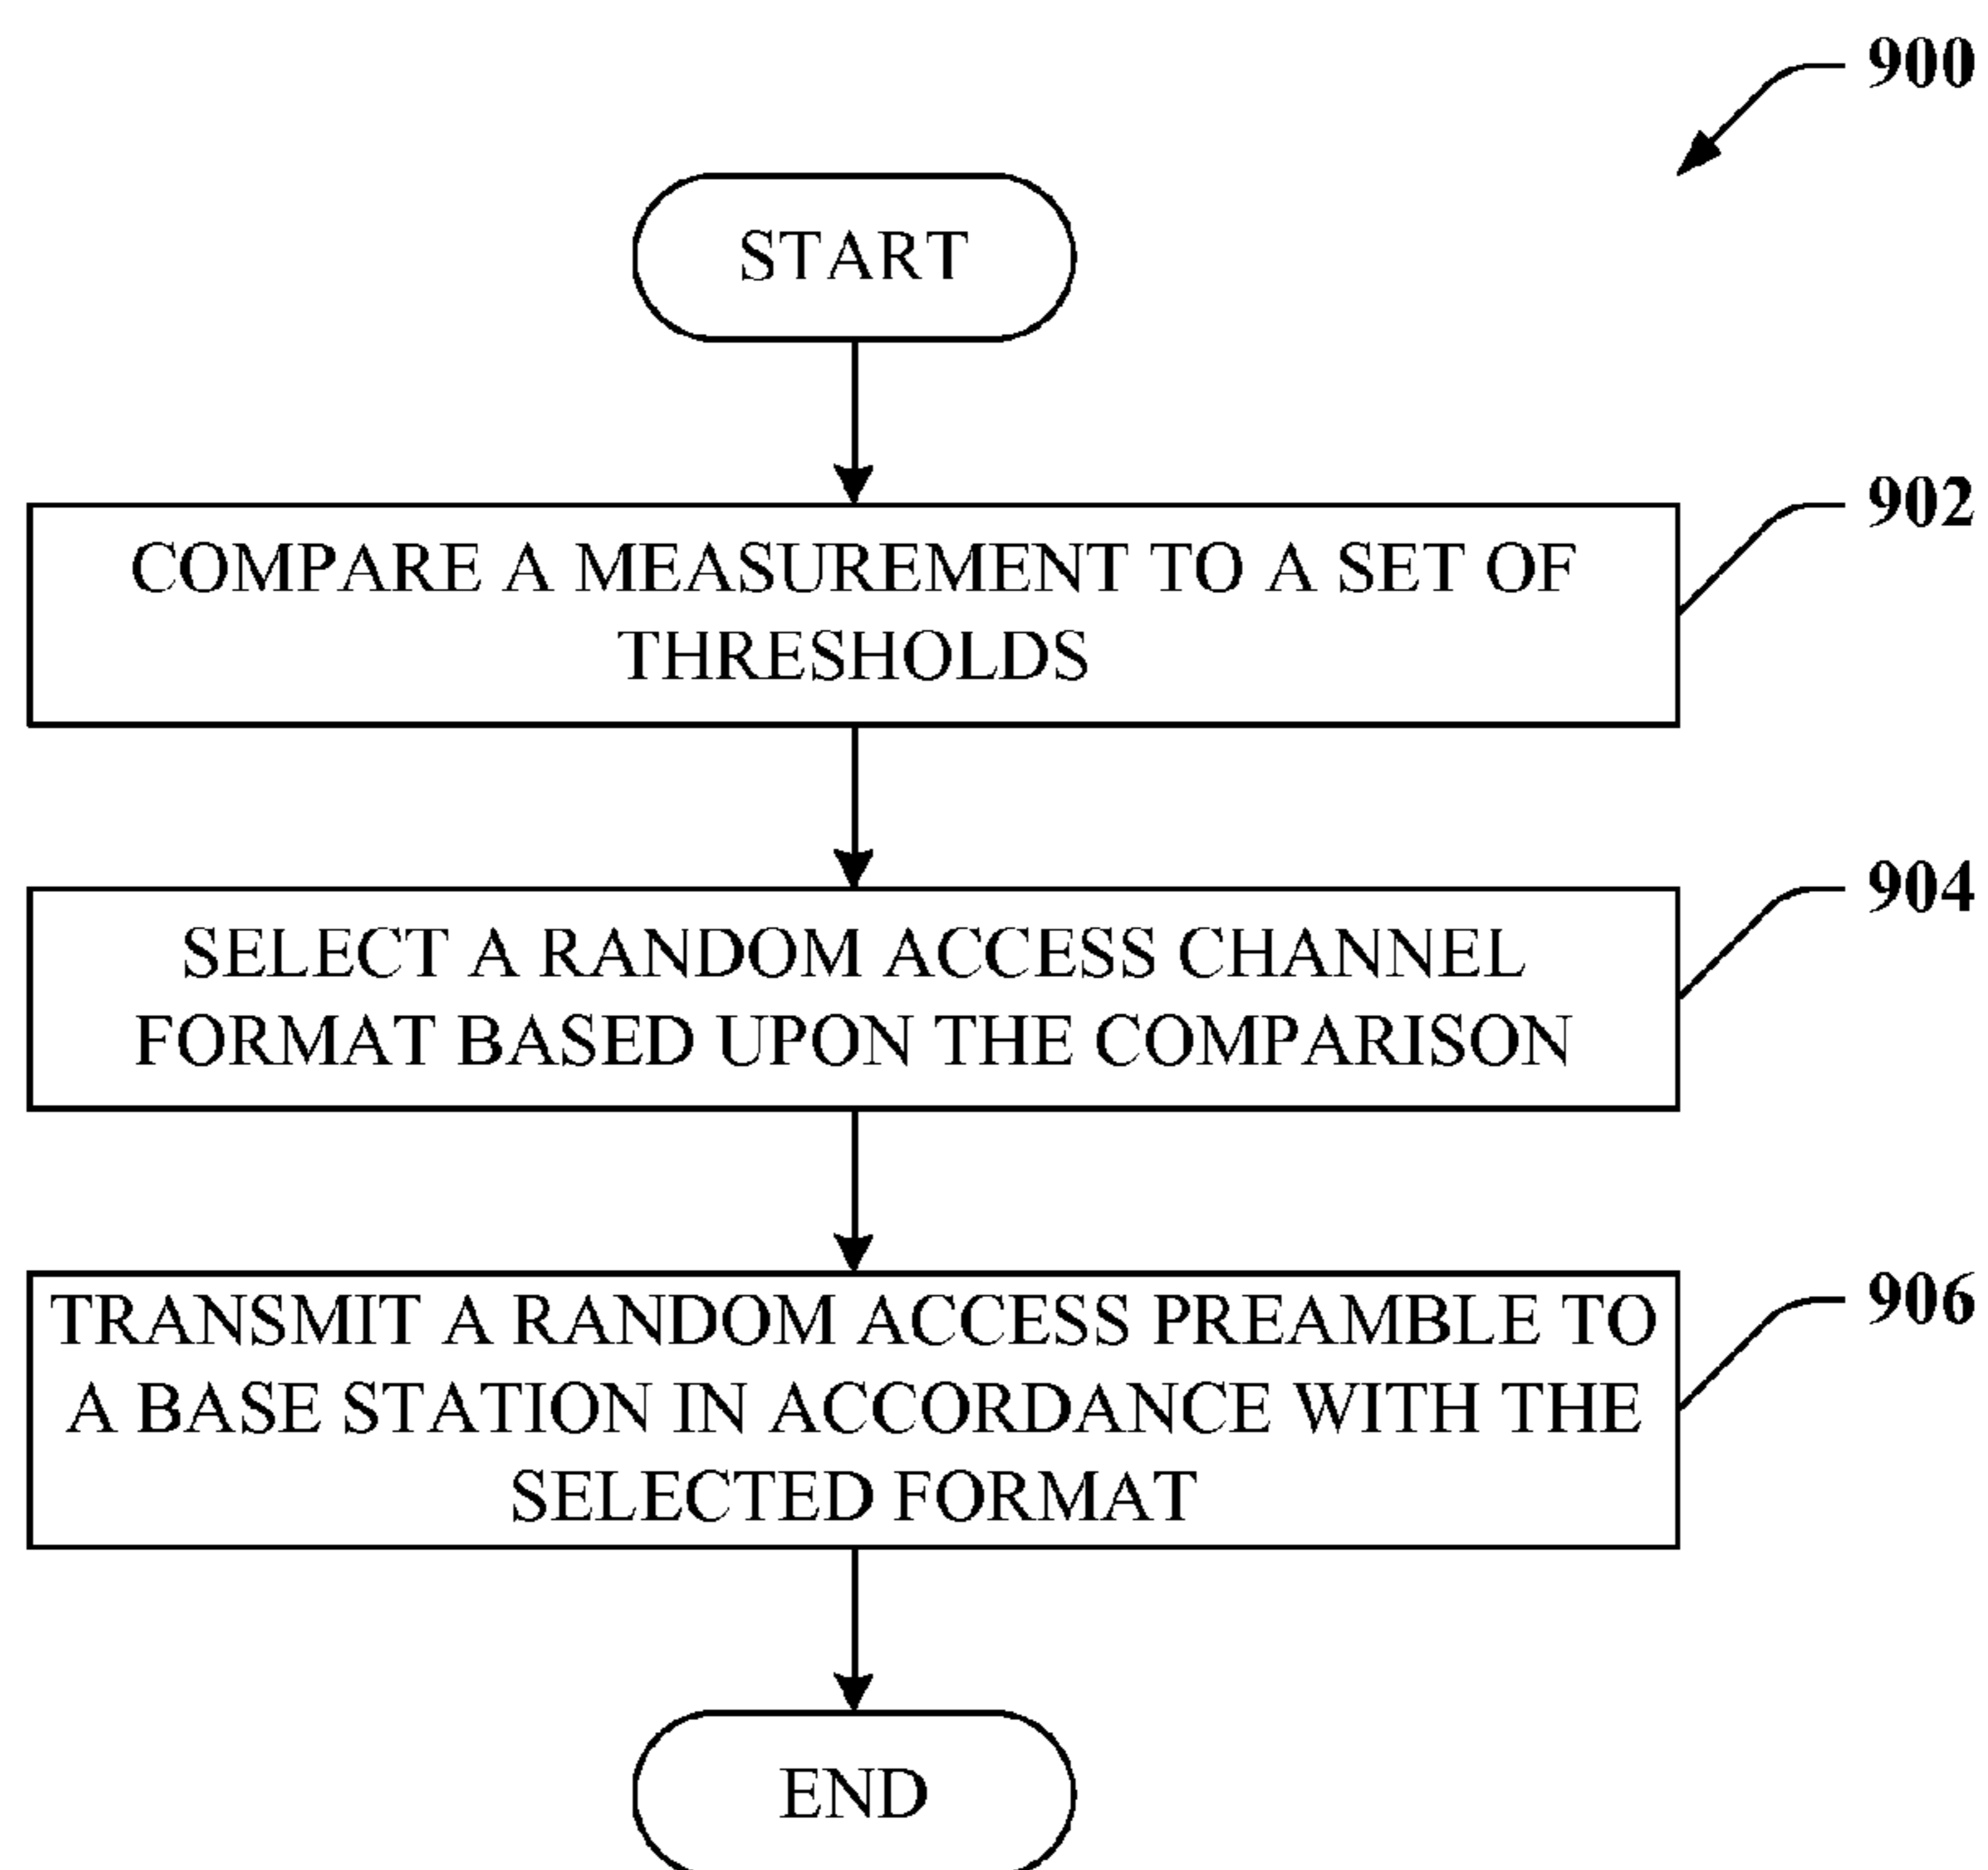 900
START
902
COMPARE A MEASUREMENT TO A SET OF
THRESHOLDS
904
SELECT A RANDOM ACCESS CHANNEL
FORMAT BASED UPON THE COMPARISON
906
TRANSMIT A RANDOM ACCESS PREAMBLE TO
A BASE STATION IN ACCORDANCE WITH THE
SELECTED FORMAT
END